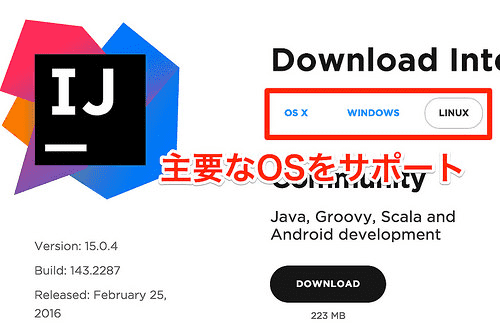 IJ
Download Inte
OS X
WINDOWS
LINUX
主要なOSをサポート
Community
Java, Groovy, Scala and
Android development
Version: 15.0.4
Build: 143.2287
Released: February 25,
2016
DOWNLOAD
223 MB